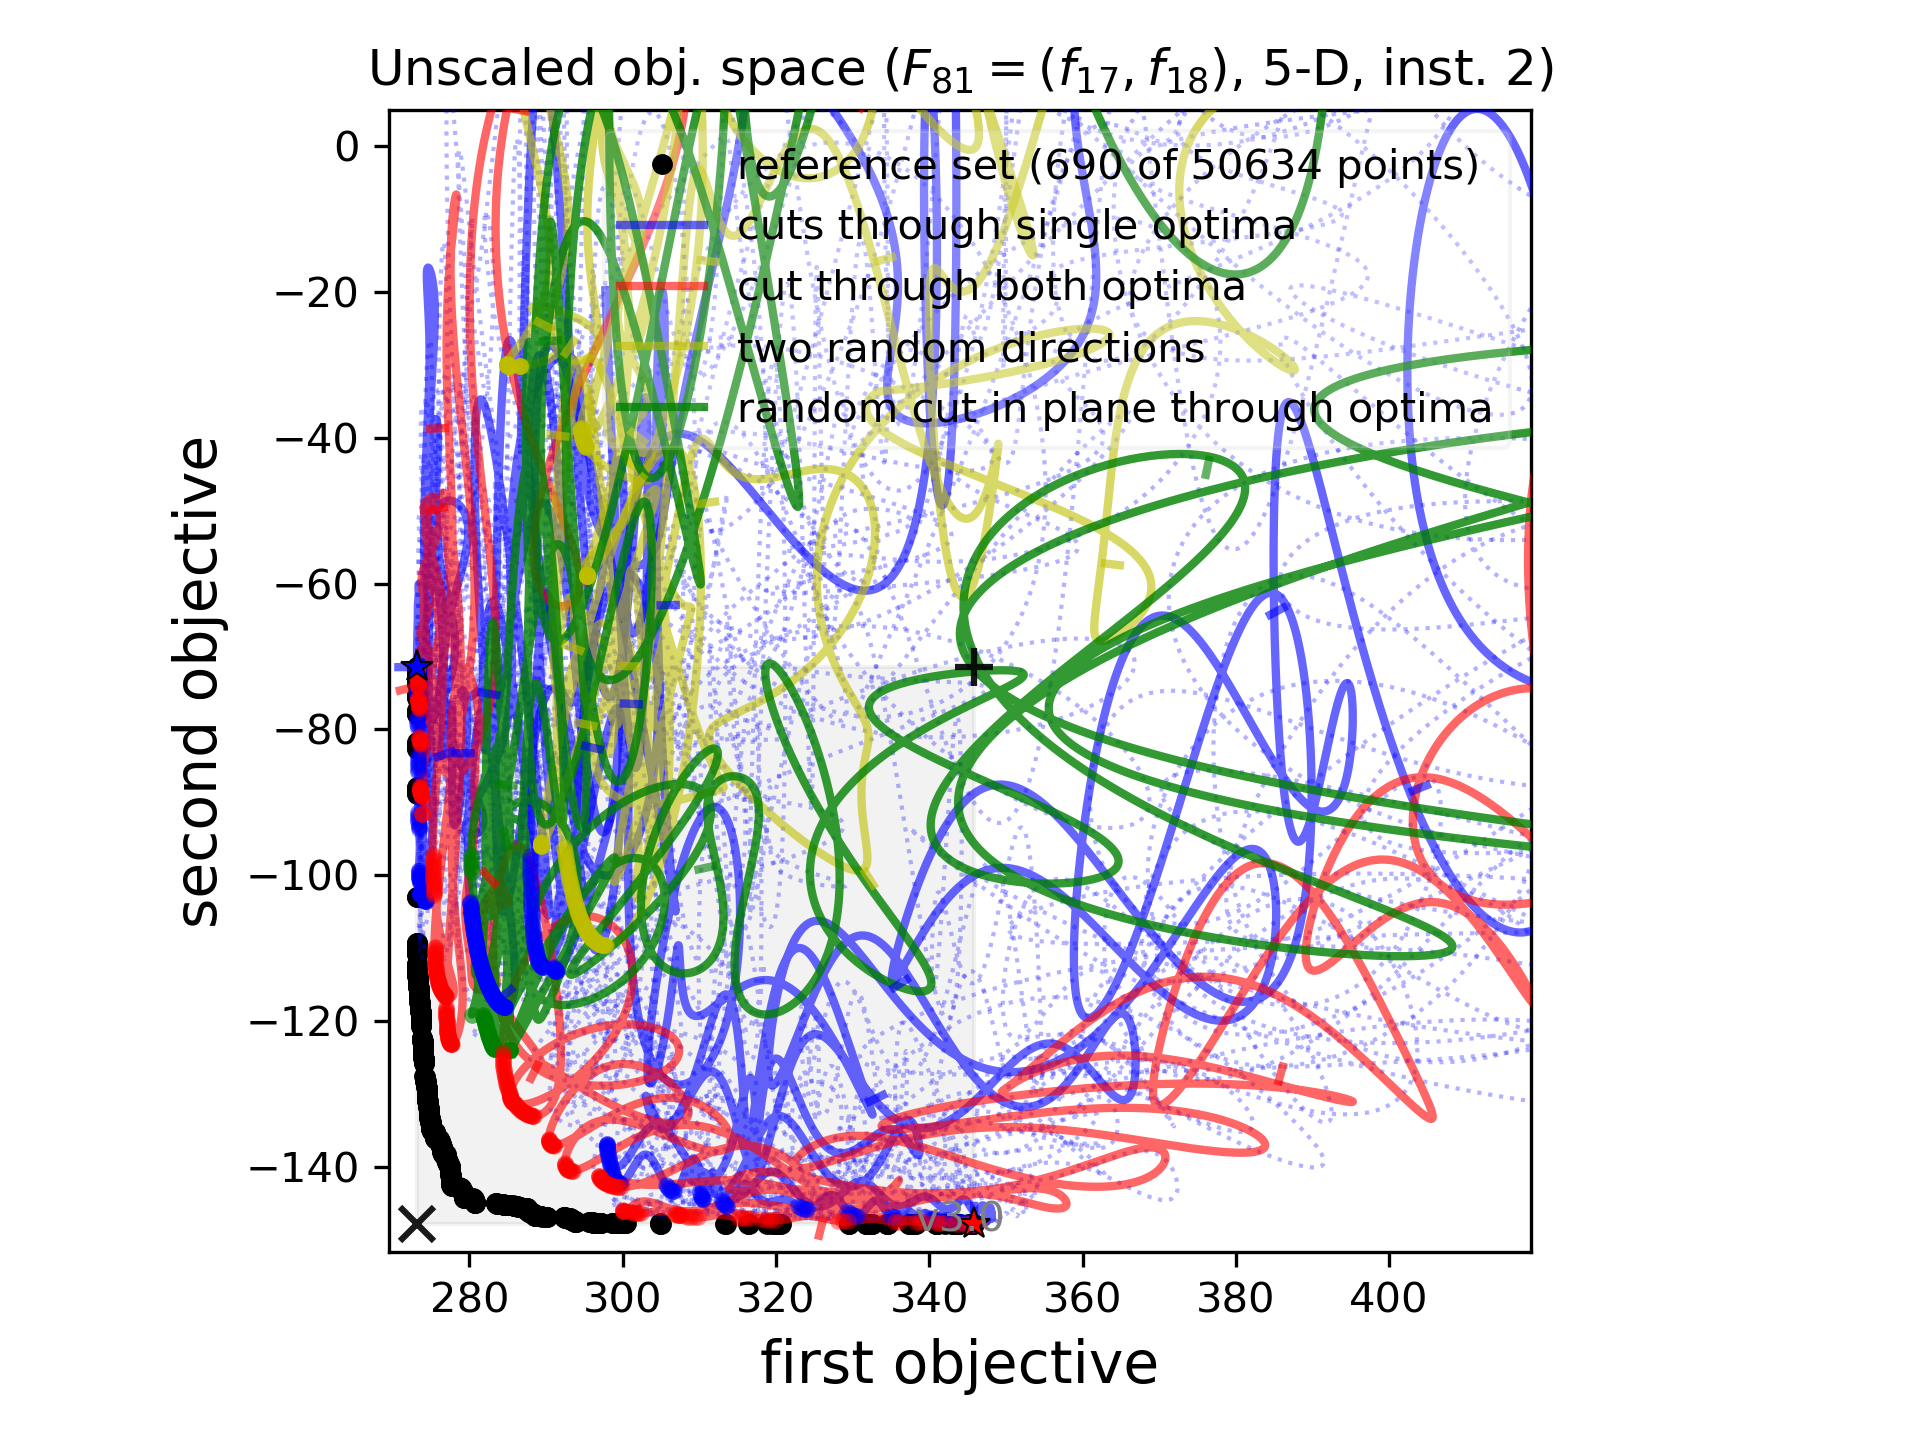 Unscaled obj. space (F₈₁ = (f₁₇, f₁₈), 5-D, inst. 2)
reference set (690 of 50634 points)
cuts through single optima
cut through both optima
two random directions
random cut in plane through optima
second objective
0
−20
−40
−60
−80
−100
−120
−140
v3.0
280 300 320 340 360 380 400
first objective